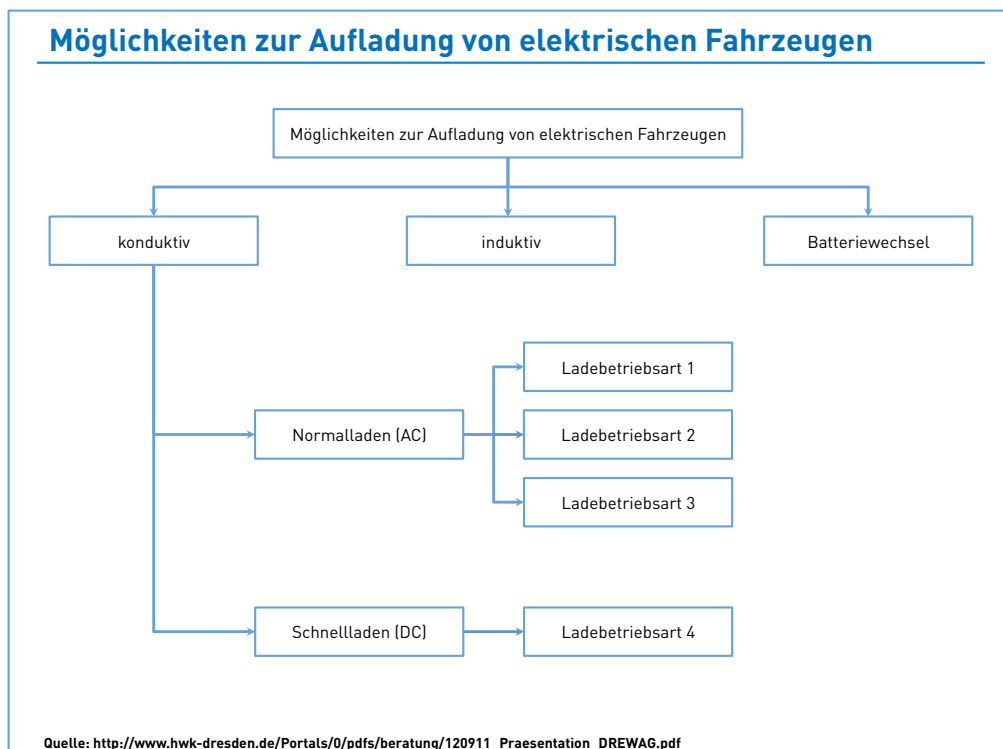 Möglichkeiten zur Aufladung von elektrischen Fahrzeugen
Möglichkeiten zur Aufladung von elektrischen Fahrzeugen
konduktiv
induktiv
Batteriewechsel
Ladebetriebsart 1
Normalladen (AC)
Ladebetriebsart 2
Ladebetriebsart 3
Schnellladen (DC)
Ladebetriebsart 4
Quelle: http://www.hwk-dresden.de/Portals/0/pdfs/beratung/120911_Praesentation_DREWAG.pdf